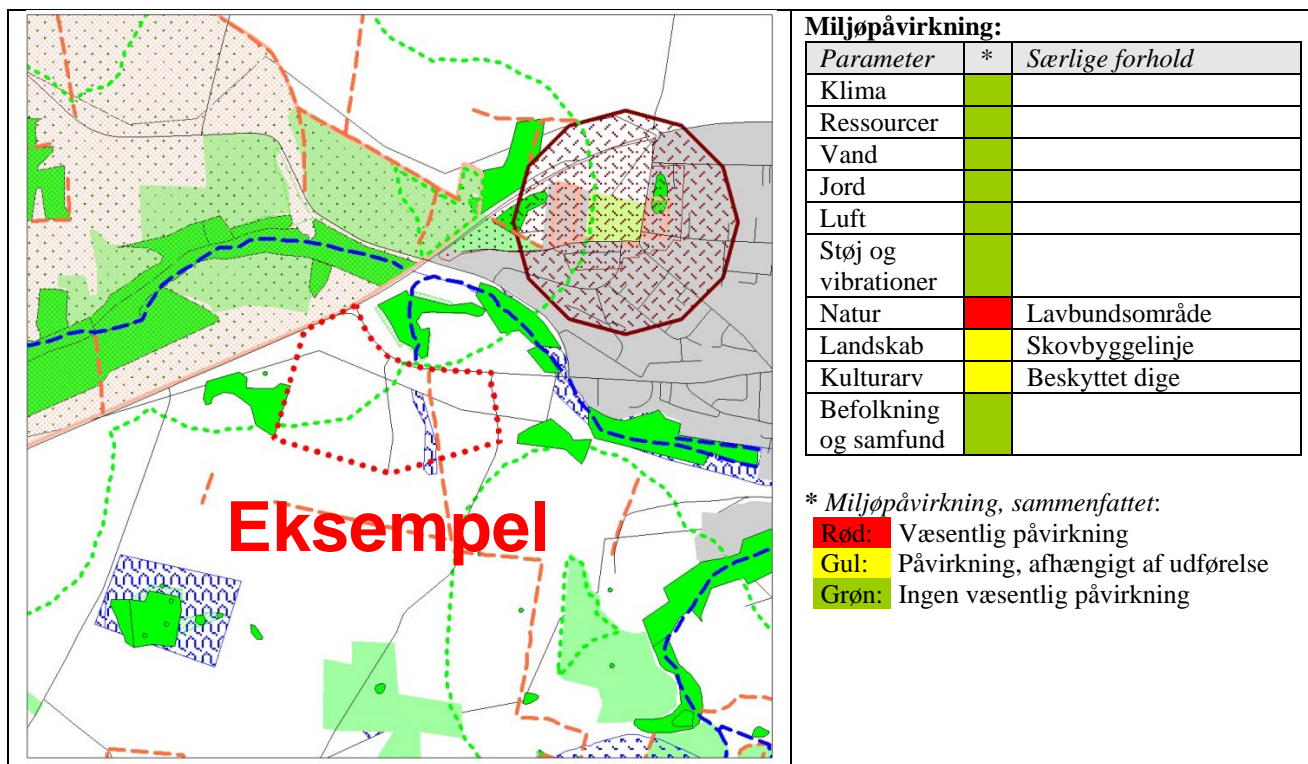 Eksempel
Miljøpåvirkning:
Parameter * Særlige forhold
Klima
Ressourcer
Vand
Jord
Luft
Støj og
vibrationer
Natur Lavbundsområde
Landskab Skovbyggelinje
Kulturarv Beskyttet dige
Befolkning
og samfund
* Miljøpåvirkning, sammenfattet:
Rød: Væsentlig påvirkning
Gul: Påvirkning, afhængigt af udførelse
Grøn: Ingen væsentlig påvirkning